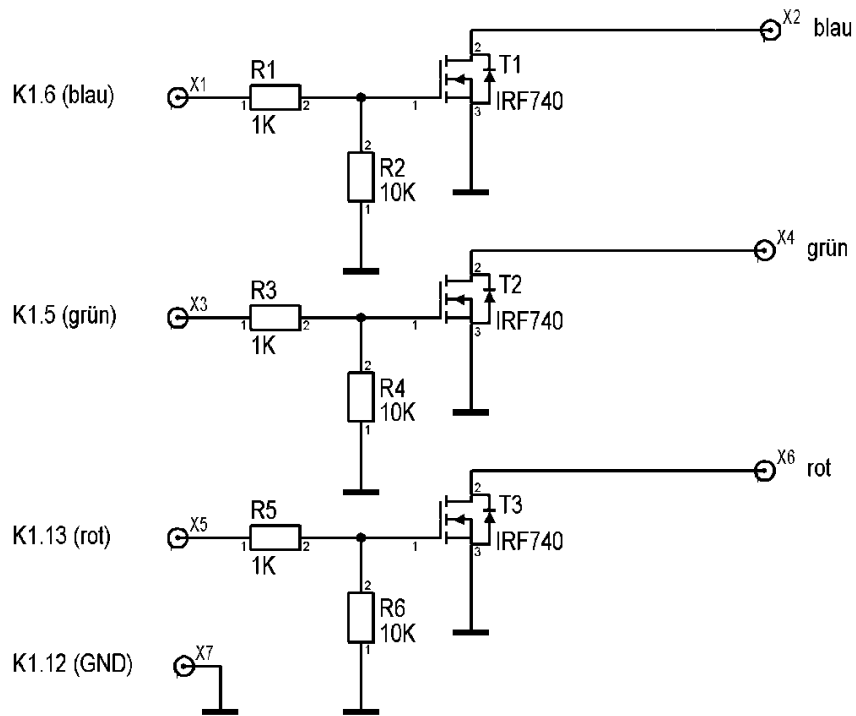 X2 blau
2
R1 T1
K1.6 (blau) X1 1 2 1 IRF740
1K 3
2
R2
10K
1
X4 grün
2
R3 T2
K1.5 (grün) X3 1 2 1 IRF740
1K 3
2
R4
10K
1
X6 rot
2
R5 T3
K1.13 (rot) X5 1 2 1 IRF740
1K 3
2
R6
10K
1
K1.12 (GND) X7